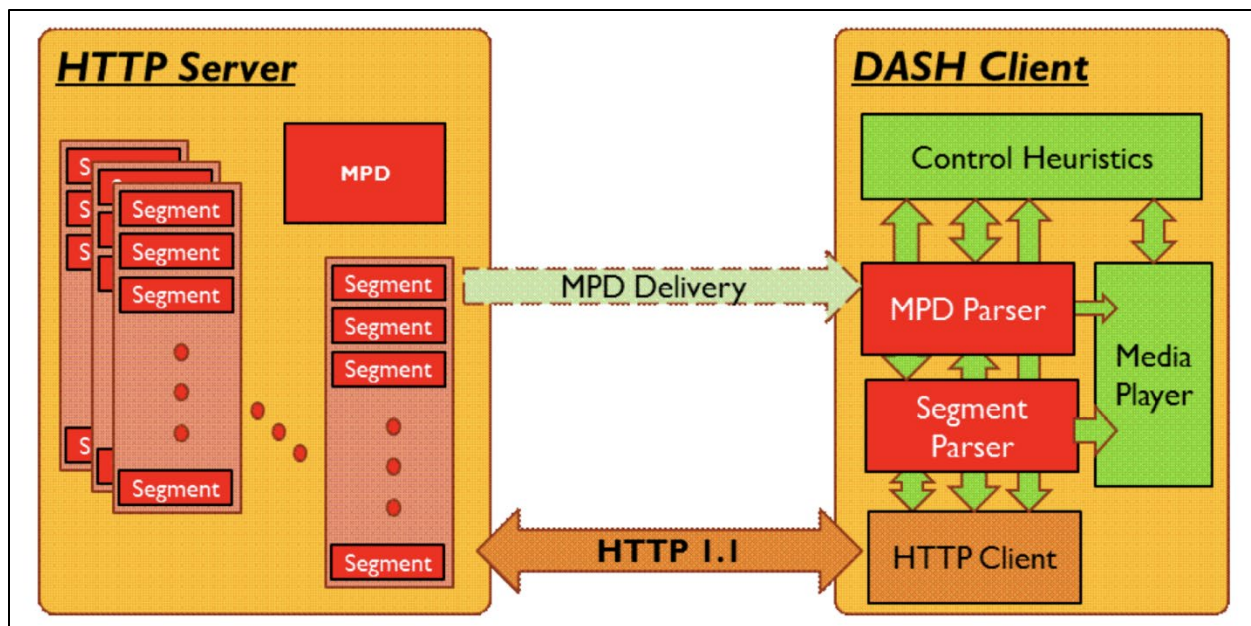 HTTP Server
MPD
Segment
Segment
Segment
Segment
Segment
Segment
Segment
Segment
MPD Delivery
HTTP 1.1
DASH Client
Control Heuristics
MPD Parser
Segment
Parser
Media
Player
HTTP Client